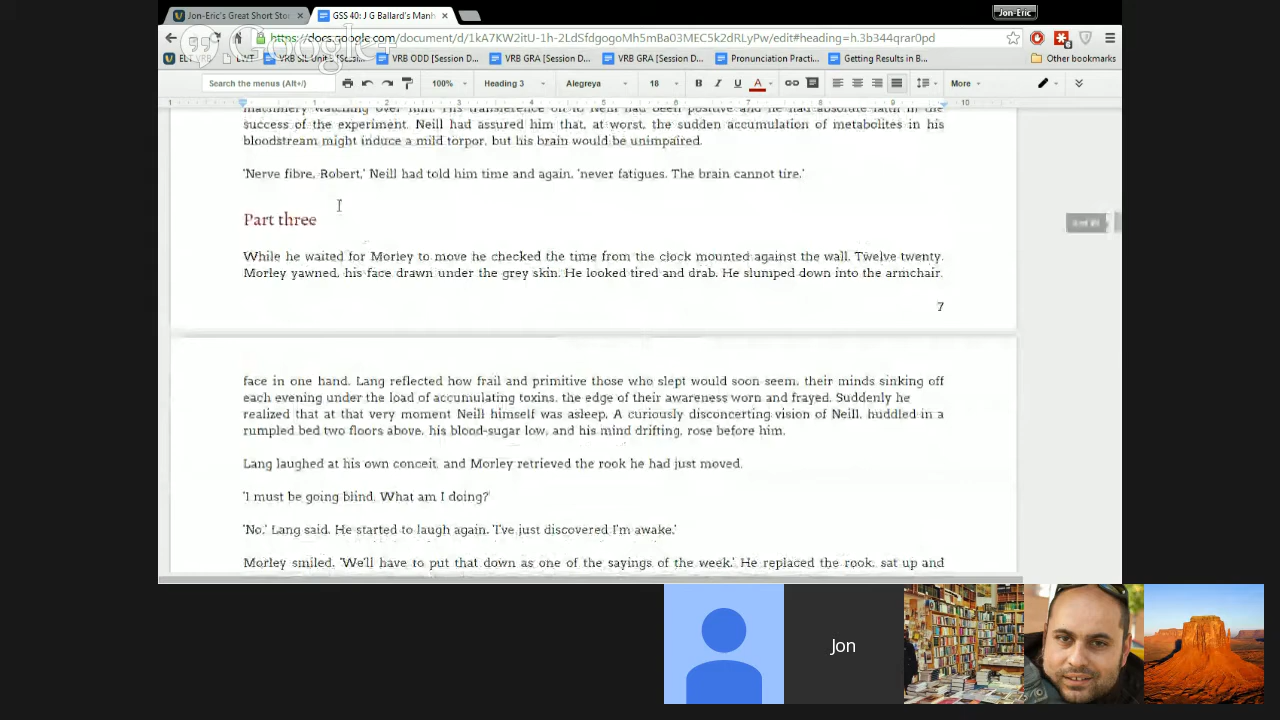 Jon-Eric's Great Short Stor
GSS 40: J G Ballard's Manh
Jon-Eric
Google+
https://docs.google.com/document/d/1kA7KW2itU-1h-2LdSfdgogoMh5mBa03MEC5k2dRLyPw/edit#heading=h.3b344qrar0pd
VRB ODD [Session D...
VRB GRA [Session D...
VRB GRA [Session D...
Pronunciation Practi...
Getting Results in B...
Other bookmarks
Search the menus (Alt+/)
100%
Heading 3
Alegreya
18
B I U A
More
1 1 2 3 4 5 6 7 8 9 10
success of the experiment. Neill had assured him that, at worst, the sudden accumulation of metabolites in his
bloodstream might induce a mild torpor, but his brain would be unimpaired.
'Nerve fibre, Robert,' Neill had told him time and again, 'never fatigues. The brain cannot tire.'
Part three
While he waited for Morley to move he checked the time from the clock mounted against the wall. Twelve twenty.
Morley yawned, his face drawn under the grey skin. He looked tired and drab. He slumped down into the armchair,
7
face in one hand. Lang reflected how frail and primitive those who slept would soon seem, their minds sinking off
each evening under the load of accumulating toxins, the edge of their awareness worn and frayed. Suddenly he
realized that at that very moment Neill himself was asleep. A curiously disconcerting vision of Neill, huddled in a
rumpled bed two floors above, his blood-sugar low, and his mind drifting, rose before him.
Lang laughed at his own conceit, and Morley retrieved the rook he had just moved.
'I must be going blind. What am I doing?'
'No,' Lang said. He started to laugh again. 'I've just discovered I'm awake.'
Morley smiled. 'We'll have to put that down as one of the sayings of the week.' He replaced the rook, sat up and
Jon